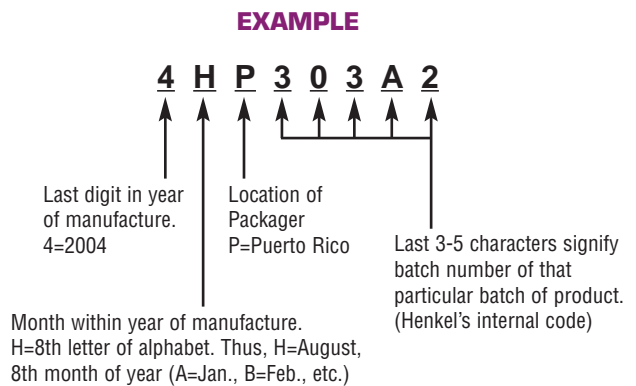 EXAMPLE
4 H P 3 0 3 A 2
Last digit in year
of manufacture.
4=2004
Location of
Packager
P=Puerto Rico
Last 3-5 characters signify
batch number of that
particular batch of product.
(Henkel's internal code)
Month within year of manufacture.
H=8th letter of alphabet. Thus, H=August,
8th month of year (A=Jan., B=Feb., etc.)